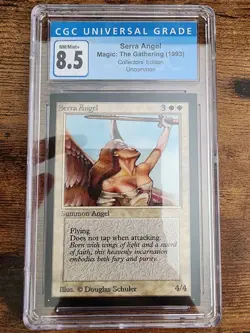 CGC UNIVERSAL GRADE
NM/Mint+
8.5
Serra Angel
Magic: The Gathering (1993)
Collectors' Edition
Uncommon
Serra Angel
3
Summon Angel
Flying
Does not tap when attacking.
Born with wings of light and a sword
of faith, this heavenly incarnation
embodies both fury and purity.
Illus. © Douglas Schuler
4/4